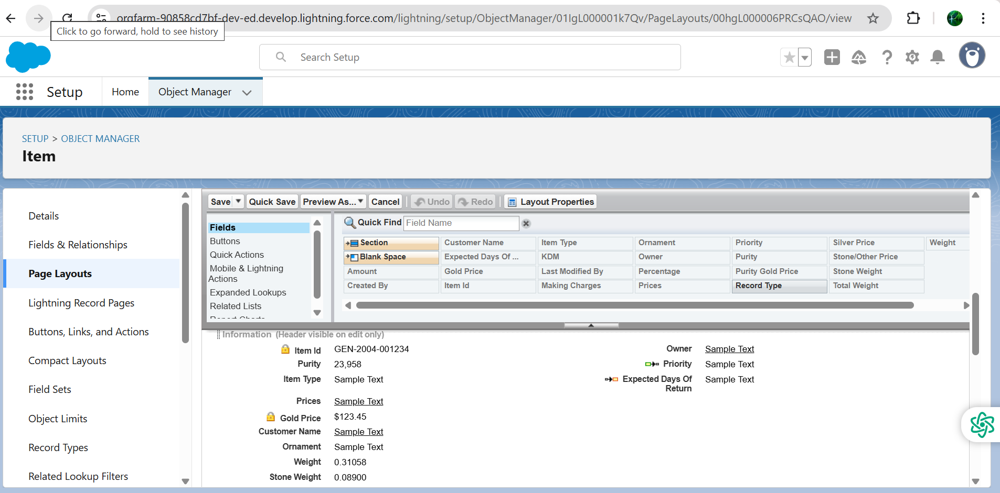 orgfarm-90858cd7bf-dev-ed.develop.lightning.force.com/lightning/setup/ObjectManager/01IgL000001k7Qv/PageLayouts/00hgL000006PRCsQAO/view
Click to go forward, hold to see history
Search Setup
Setup
Home
Object Manager
SETUP > OBJECT MANAGER
Item
Details
Fields & Relationships
Page Layouts
Lightning Record Pages
Buttons, Links, and Actions
Compact Layouts
Field Sets
Object Limits
Record Types
Related Lookup Filters
Save Quick Save Preview As... Cancel Undo Redo Layout Properties
Fields
Buttons
Quick Actions
Mobile & Lightning
Actions
Expanded Lookups
Related Lists
Report Charts
Quick Find Field Name
Section Customer Name Item Type Ornament Priority Silver Price Weight
Blank Space Expected Days Of ... KDM Owner Purity Stone/Other Price
Amount Gold Price Last Modified By Percentage Purity Gold Price Stone Weight
Created By Item Id Making Charges Prices Record Type Total Weight
Information (Header visible on edit only)
Item Id GEN-2004-001234 Owner Sample Text
Purity 23,958 Priority Sample Text
Item Type Sample Text Expected Days Of Sample Text
Return
Prices Sample Text
Gold Price $123.45
Customer Name Sample Text
Ornament Sample Text
Weight 0.31058
Stone Weight 0.08900